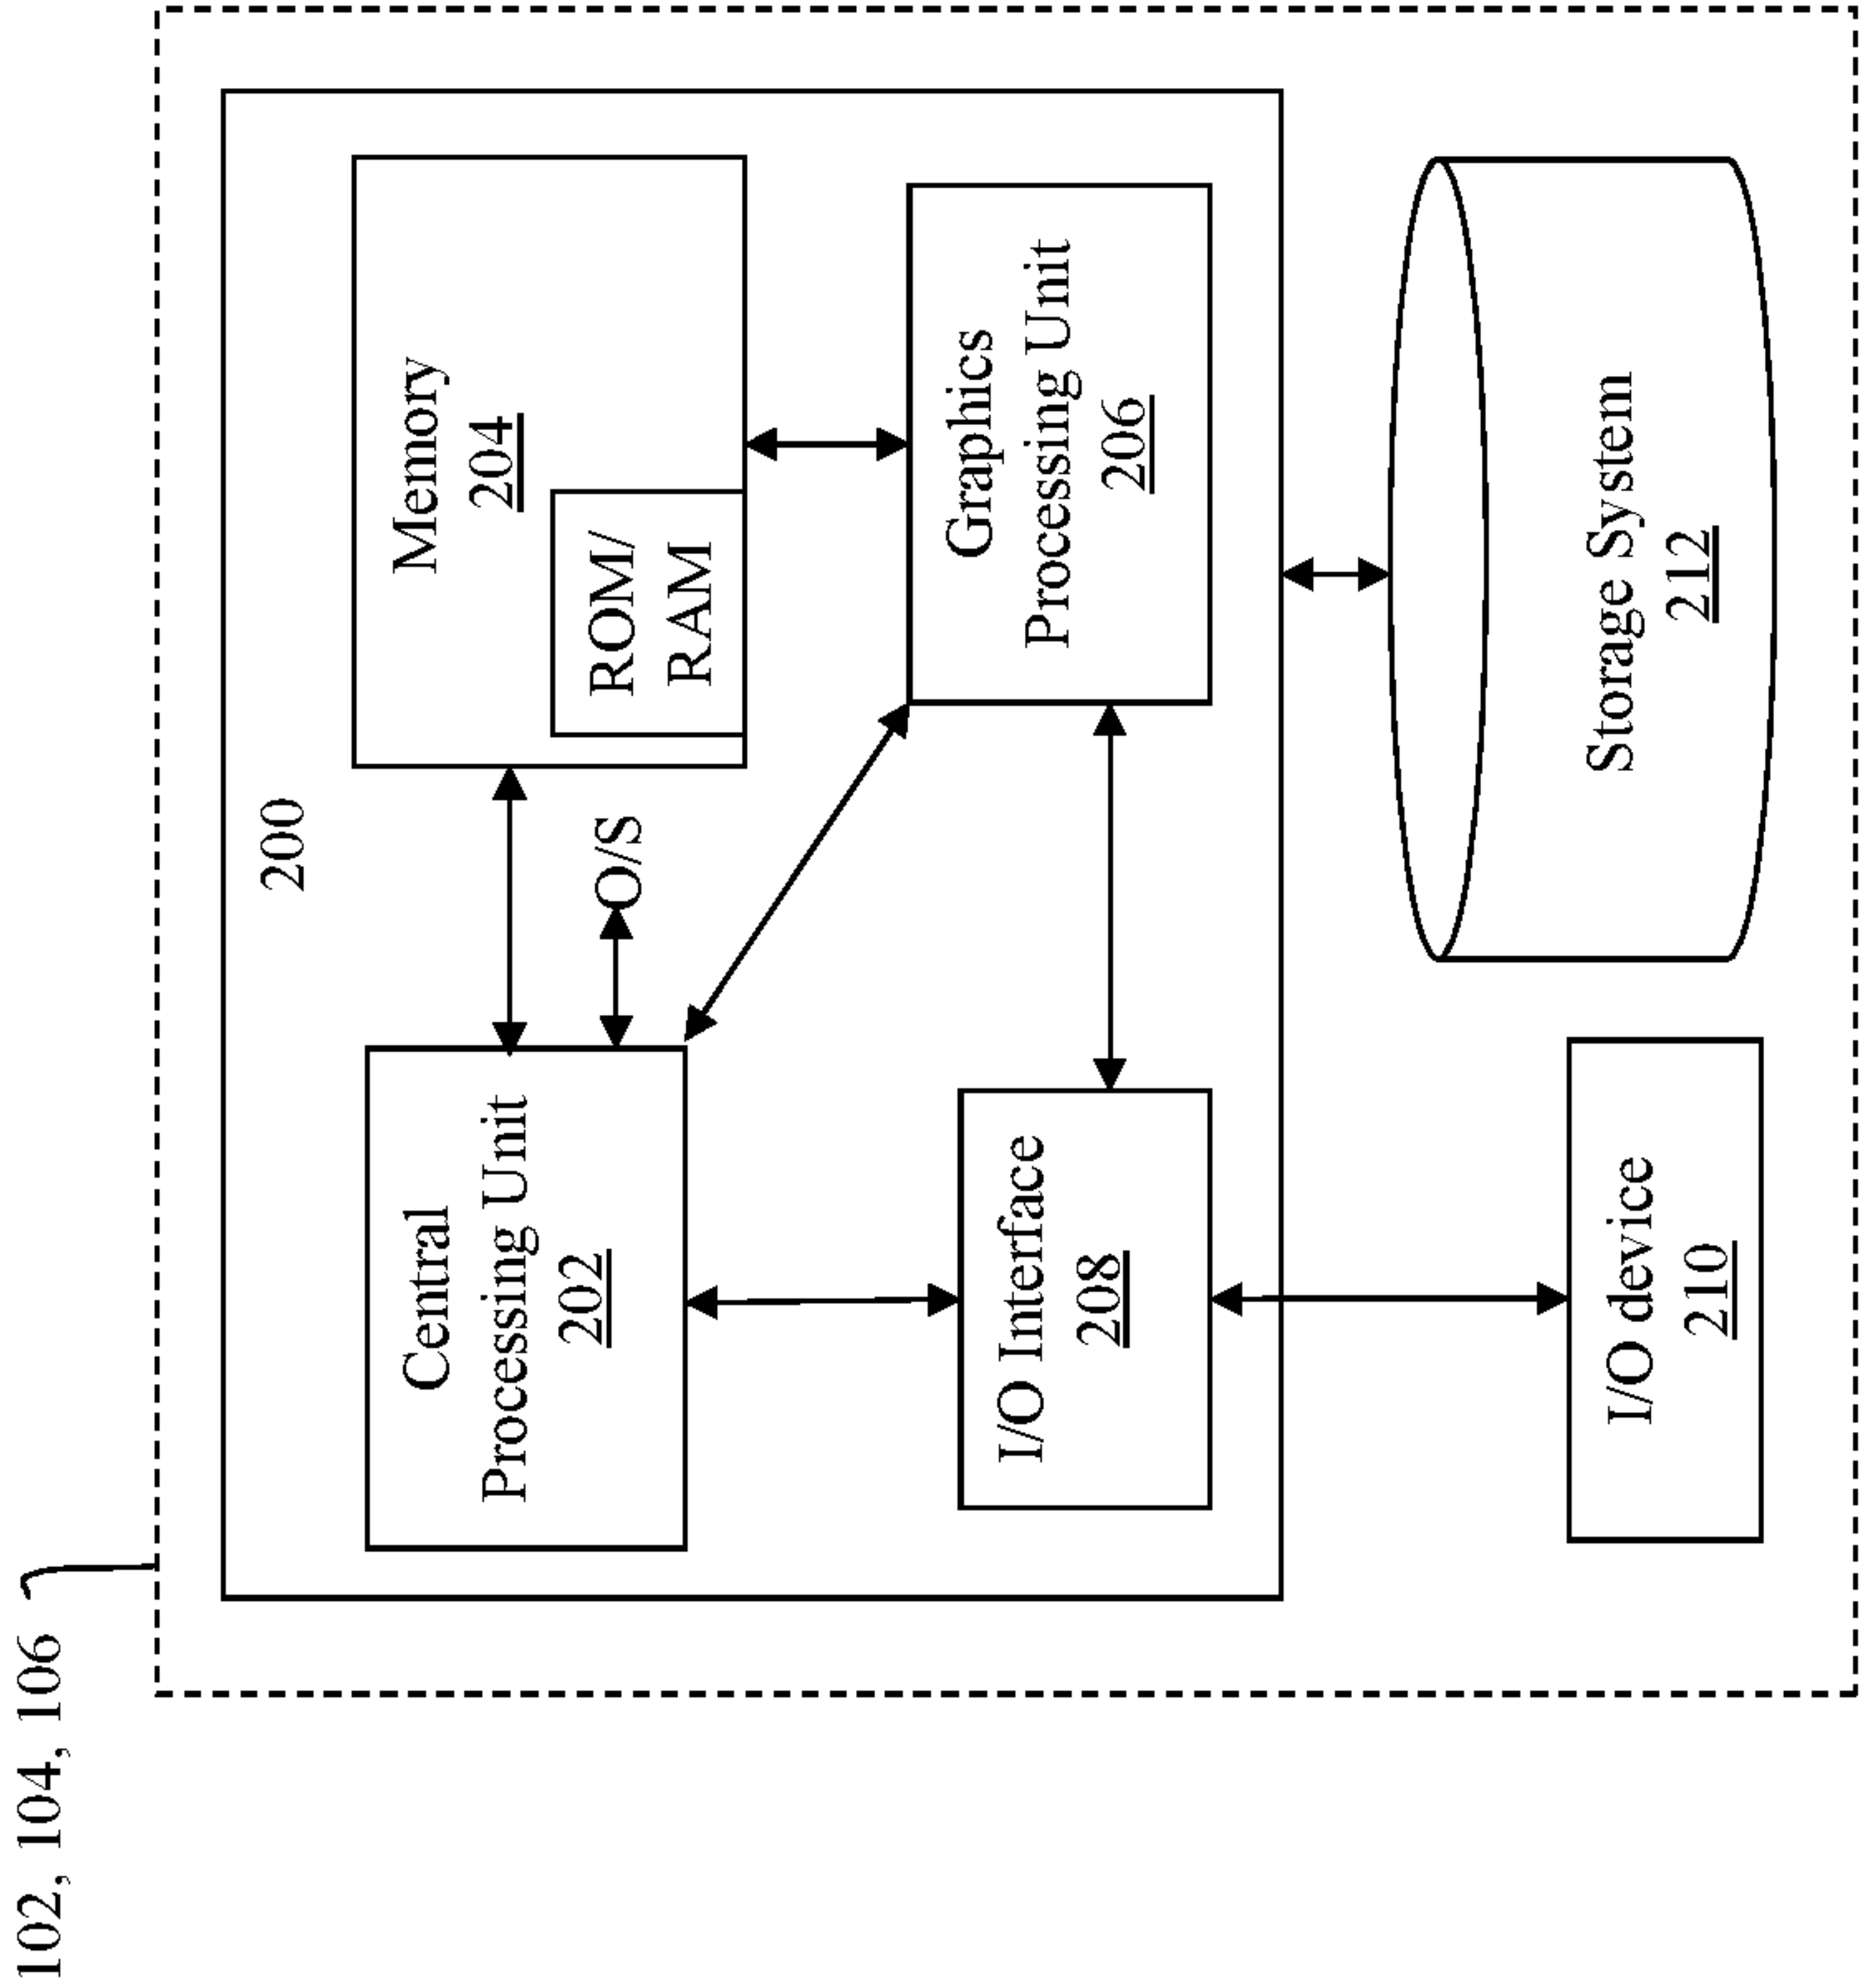 102, 104, 106
200
Central
Processing Unit
202
O/S
Memory
204
ROM/
RAM
I/O Interface
208
Graphics
Processing Unit
206
I/O device
210
Storage System
212